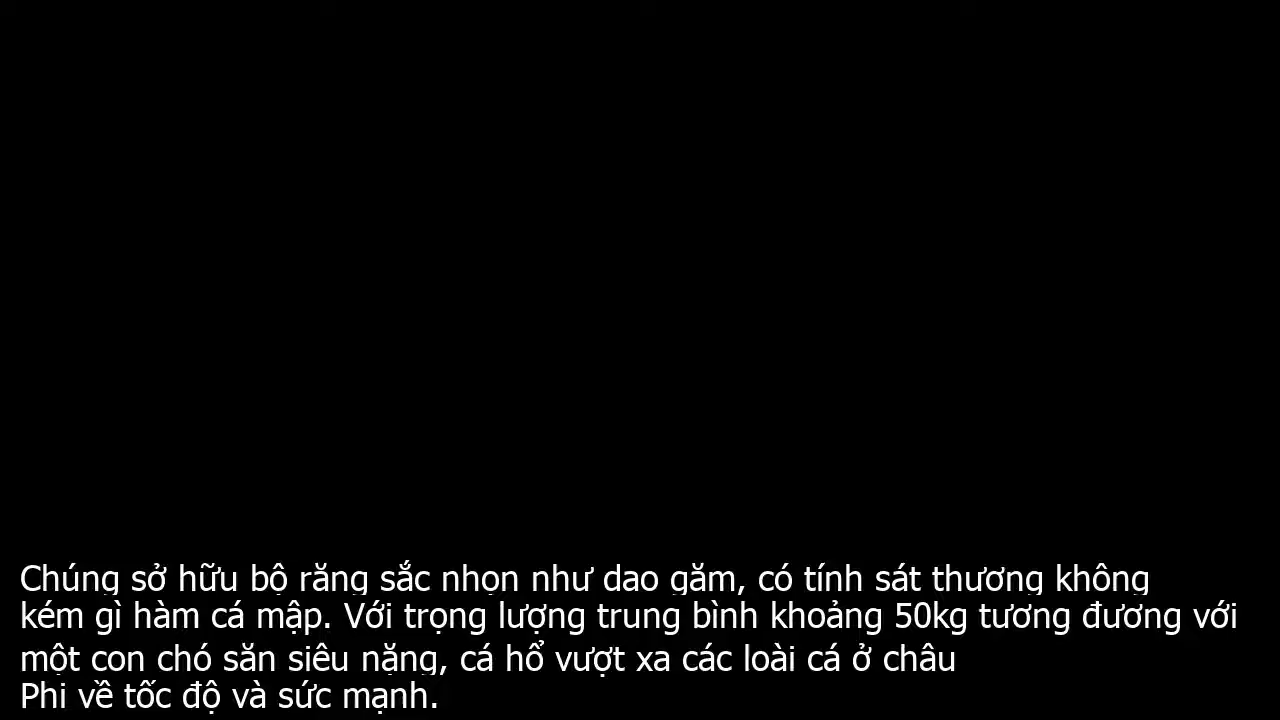 Chúng sở hữu bộ răng sắc nhọn như dao găm, có tính sát thương không
kém gì hàm cá mập. Với trọng lượng trung bình khoảng 50kg tương đương với
một con chó săn siêu nặng, cá hổ vượt xa các loài cá ở châu
Phi về tốc độ và sức mạnh.